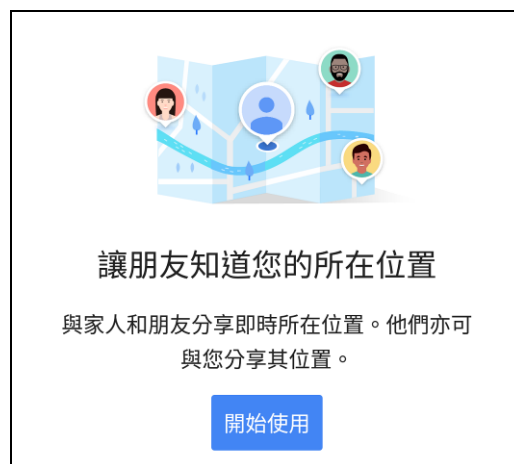 讓朋友知道您的所在位置
與家人和朋友分享即時所在位置。他們亦可
與您分享其位置。
開始使用